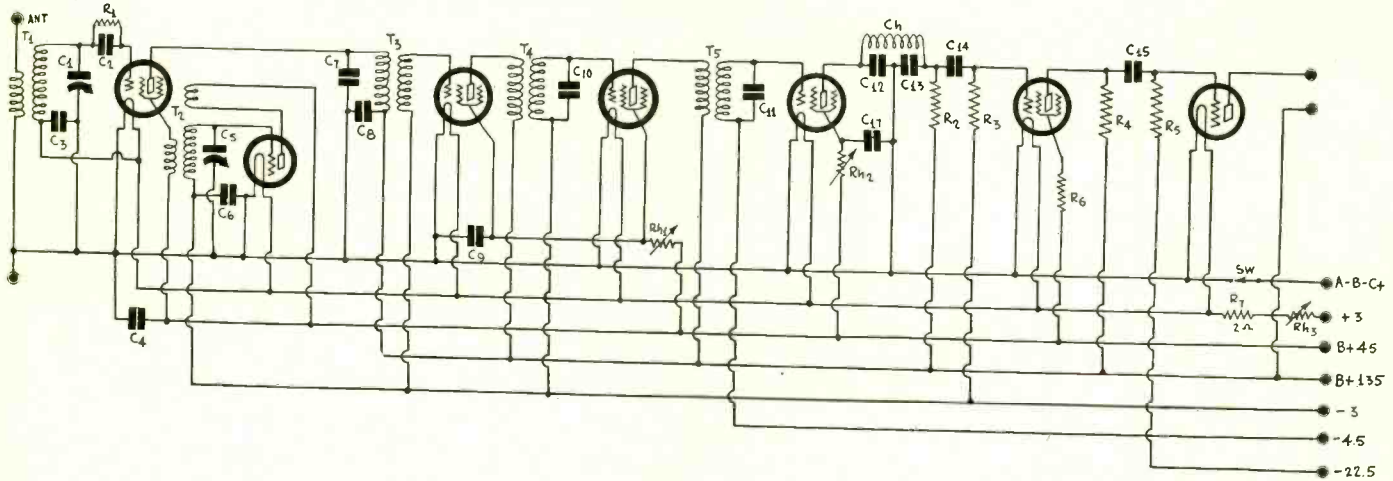 ANT
T1
R1
C2
C1
C3
T2
C5
C6
C4
C7
C8
T3
C9
T4
C10
Rh1
T5
C11
Ch
C12
C13
C14
C17
Rh2
R2
R3
R6
R4
C15
R5
SW
A-B-C+
R7
2Ω
Rh3
+3
B+45
B+135
-3
-4.5
-22.5